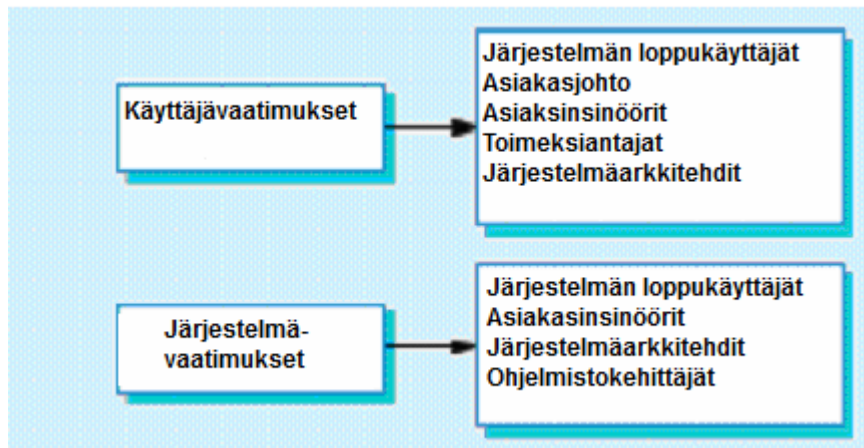 Käyttäjävaatimukset
Järjestelmän loppukäyttäjät
Asiakasjohto
Asiaksinsinöörit
Toimeksiantajat
Järjestelmäarkkitehdit
Järjestelmä-
vaatimukset
Järjestelmän loppukäyttäjät
Asiakasinsinöörit
Järjestelmäarkkitehdit
Ohjelmistokehittäjät